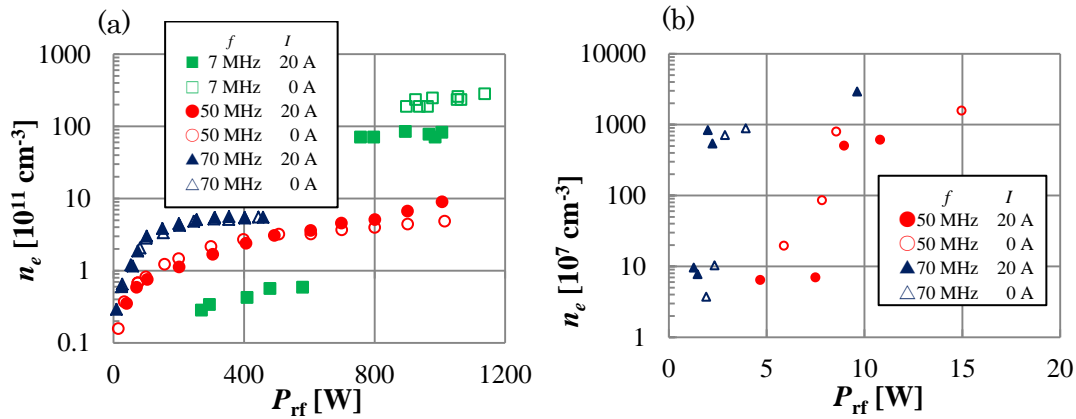 (a)
n_e [10^11 cm^-3]
1000
100
10
1
0.1
f I
7 MHz 20 A
7 MHz 0 A
50 MHz 20 A
50 MHz 0 A
70 MHz 20 A
70 MHz 0 A
0 400 800 1200
P_rf [W]
(b)
n_e [10^7 cm^-3]
10000
1000
100
10
1
f I
50 MHz 20 A
50 MHz 0 A
70 MHz 20 A
70 MHz 0 A
0 5 10 15 20
P_rf [W]